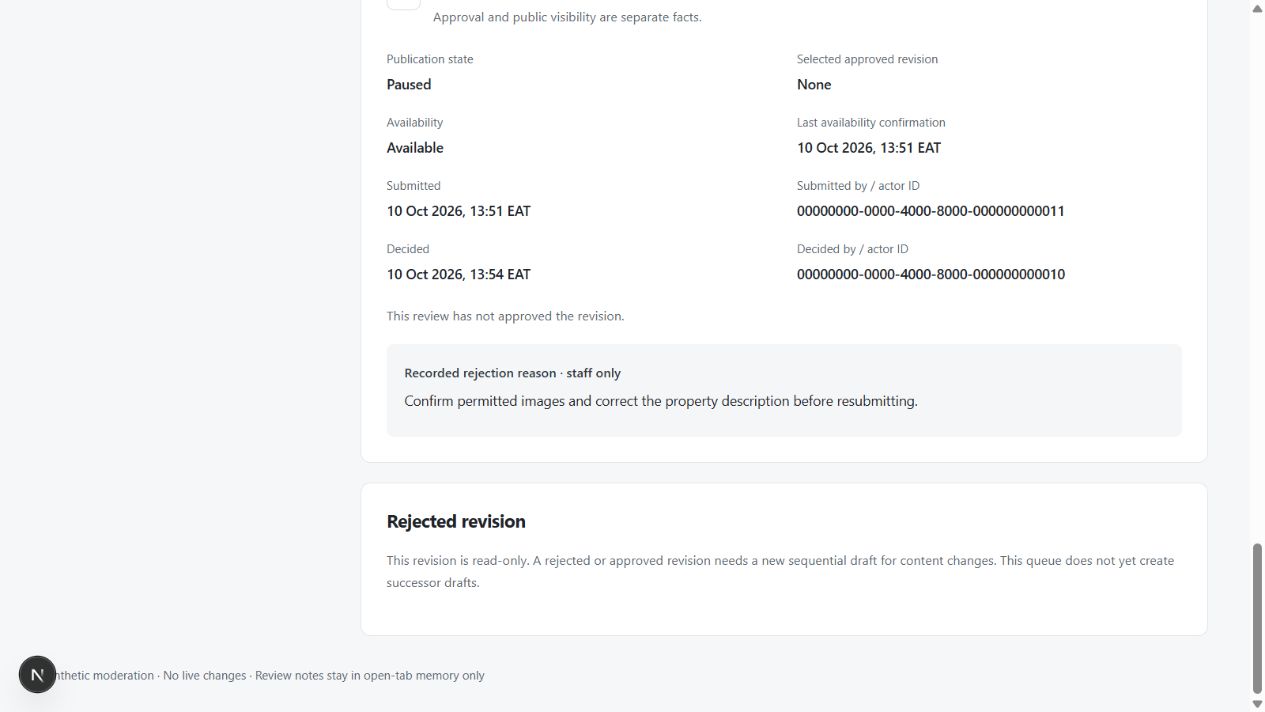 Approval and public visibility are separate facts.
Publication state
Selected approved revision
Paused
None
Availability
Last availability confirmation
Available
10 Oct 2026, 13:51 EAT
Submitted
Submitted by / actor ID
10 Oct 2026, 13:51 EAT
00000000-0000-4000-8000-000000000011
Decided
Decided by / actor ID
10 Oct 2026, 13:54 EAT
00000000-0000-4000-8000-000000000010
This review has not approved the revision.
Recorded rejection reason · staff only
Confirm permitted images and correct the property description before resubmitting.
Rejected revision
This revision is read-only. A rejected or approved revision needs a new sequential draft for content changes. This queue does not yet create
successor drafts.
N
nthetic moderation · No live changes · Review notes stay in open-tab memory only